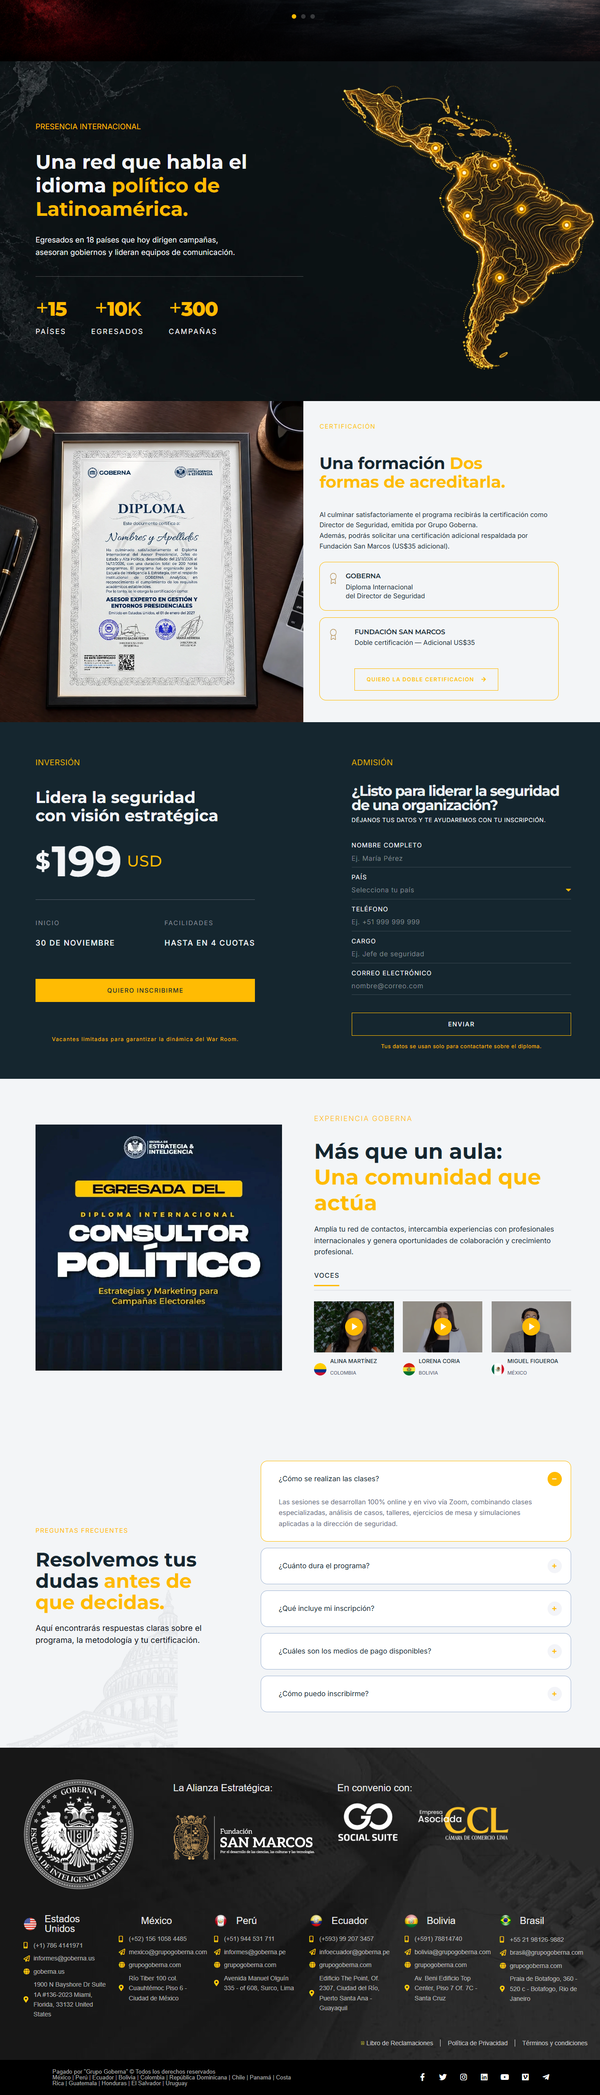 PRESENCIA INTERNACIONAL
Una red que habla el
idioma político de
Latinoamérica.
Egresados en 18 países que hoy dirigen campañas,
asesoran gobiernos y lideran equipos de comunicación.
+15
PAÍSES
+10K
EGRESADOS
+300
CAMPAÑAS
GOBERNA
DIPLOMA
Este documento certifica a
Nombres y Apellidos
ASESOR EXPERTO EN GESTIÓN Y
ENTORNOS PRESIDENCIALES
CERTIFICACIÓN
Una formación Dos
formas de acreditarla.
Al culminar satisfactoriamente el programa recibirás la certificación como
Director de Seguridad, emitida por Grupo Goberna.
Además, podrás solicitar una certificación adicional respaldada por
Fundación San Marcos (US$35 adicional).
GOBERNA
Diploma Internacional
del Director de Seguridad
FUNDACIÓN SAN MARCOS
Doble certificación — Adicional US$35
QUIERO LA DOBLE CERTIFICACIÓN
INVERSIÓN
Lidera la seguridad
con visión estratégica
$199 USD
INICIO
30 DE NOVIEMBRE
FACILIDADES
HASTA EN 4 CUOTAS
QUIERO INSCRIBIRME
Vacantes limitadas para garantizar la dinámica del War Room.
ADMISIÓN
¿Listo para liderar la seguridad
de una organización?
DÉJANOS TUS DATOS Y TE AYUDAREMOS CON TU INSCRIPCIÓN.
NOMBRE COMPLETO
Ej. María Pérez
PAÍS
Selecciona tu país
TELÉFONO
Ej. +51 999 999 999
CARGO
Ej. Jefe de seguridad
CORREO ELECTRÓNICO
nombre@correo.com
ENVIAR
Tus datos se usan solo para contactarte sobre el diploma.
ESCUELA DE
ESTRATEGIA &
INTELIGENCIA
EGRESADA DEL
DIPLOMA INTERNACIONAL
CONSULTOR
POLÍTICO
Estrategias y Marketing para
Campañas Electorales
EXPERIENCIA GOBERNA
Más que un aula:
Una comunidad que
actúa
Amplía tu red de contactos, intercambia experiencias con profesionales
internacionales y genera oportunidades de colaboración y crecimiento
profesional.
VOCES
ALINA MARTÍNEZ
COLOMBIA
LORENA CORIA
BOLIVIA
MIGUEL FIGUEROA
MÉXICO
PREGUNTAS FRECUENTES
Resolvemos tus
dudas antes de
que decidas.
Aquí encontrarás respuestas claras sobre el
programa, la metodología y tu certificación.
¿Cómo se realizan las clases?
Las sesiones se desarrollan 100% online y en vivo vía Zoom, combinando clases
especializadas, análisis de casos, talleres, ejercicios de mesa y simulaciones
aplicadas a la dirección de seguridad.
¿Cuánto dura el programa?
¿Qué incluye mi inscripción?
¿Cuáles son los medios de pago disponibles?
¿Cómo puedo inscribirme?
GOBERNA
ESCUELA DE INTELIGENCIA & ESTRATEGIA
La Alianza Estratégica:
Fundación
SAN MARCOS
Por el desarrollo de las ciencias, las culturas y las tecnologías
En convenio con:
GO
SOCIAL SUITE
Empresa
Asociada
CCL
CÁMARA DE COMERCIO LIMA
Estados
Unidos
(+1) 786 4141971
informes@goberna.us
goberna.us
1900 N Bayshore Dr Suite
1A #136-2023 Miami,
Florida, 33132 United
States
México
(+52) 156 1058 4485
mexico@grupogoberna.com
grupogoberna.com
Río Tiber 100 col.
Cuauhtémoc Piso 6 -
Ciudad de México
Perú
(+51) 944 531 711
informes@goberna.pe
grupogoberna.com
Avenida Manuel Olguín
335 - of 608, Surco, Lima
Ecuador
(+593) 99 207 3457
infoecuador@goberna.pe
grupogoberna.com
Edificio The Point, Of.
2307, Ciudad del Río,
Puerto Santa Ana -
Guayaquil
Bolivia
(+591) 78814740
bolivia@grupogoberna.com
grupogoberna.com
Av. Beni Edificio Top
Center, Piso 7 Of. 7C -
Santa Cruz
Brasil
+55 21 98126-9882
brasil@grupogoberna.com
grupogoberna.com
Praia de Botafogo, 360 -
520 c - Botafogo, Rio de
Janeiro
Libro de Reclamaciones | Política de Privacidad | Términos y condiciones
Pagado por "Grupo Goberna" © Todos los derechos reservados
México | Perú | Ecuador | Bolivia | Colombia | República Dominicana | Chile | Panamá | Costa
Rica | Guatemala | Honduras | El Salvador | Uruguay